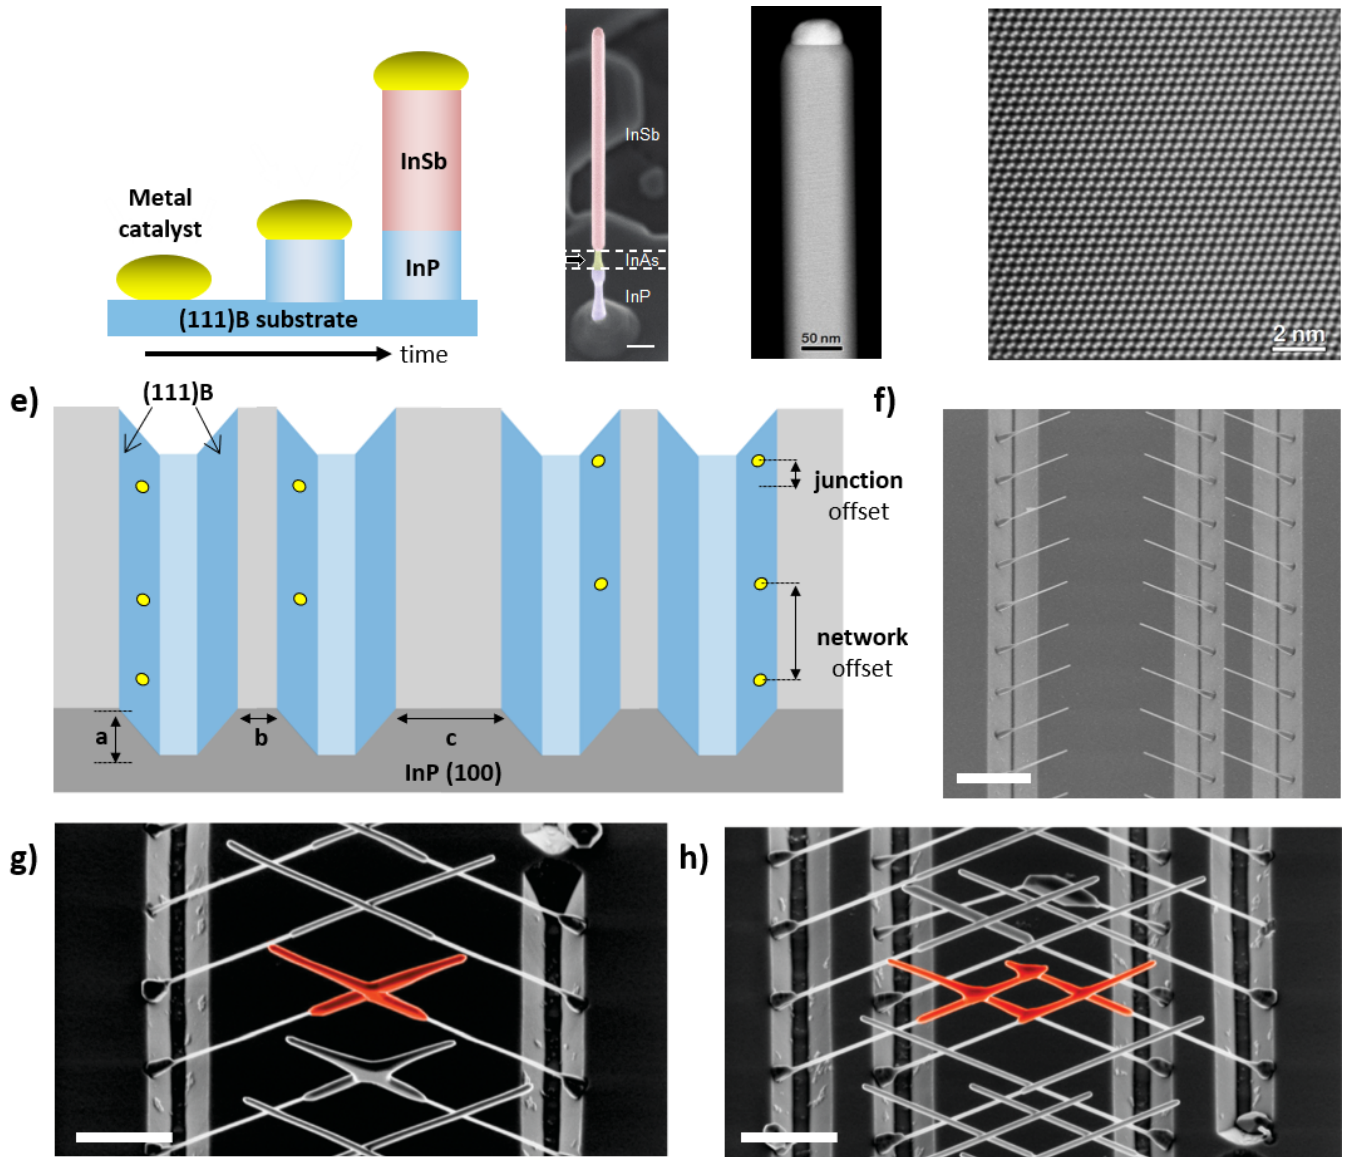 Metal
catalyst
InSb
InP
(111)B substrate
time
InSb
InAs
InP
50 nm
2 nm
e)
(111)B
junction
offset
network
offset
a
b
c
InP (100)
f)
g)
h)